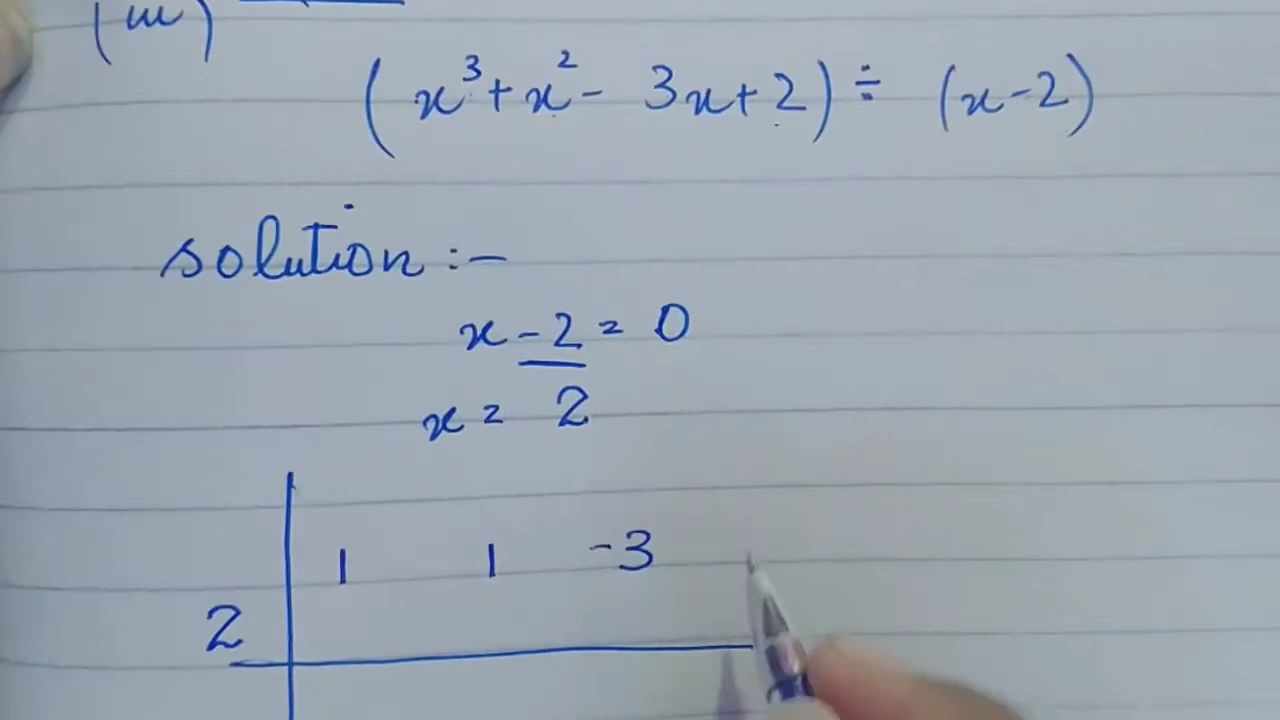 (iii)
(x³+x²- 3x+2) ÷ (x-2)
solution :-
x-2 = 0
x = 2
1 1 -3
2